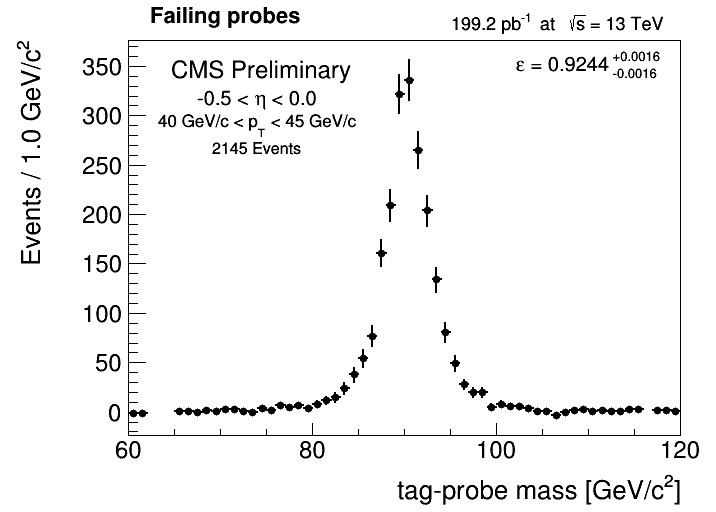 Failing probes
199.2 pb⁻¹ at √s = 13 TeV
CMS Preliminary
-0.5 < η < 0.0
40 GeV/c < p_T < 45 GeV/c
2145 Events
ε = 0.9244 +0.0016 -0.0016
Events / 1.0 GeV/c²
350
300
250
200
150
100
50
0
60 80 100 120
tag-probe mass [GeV/c²]